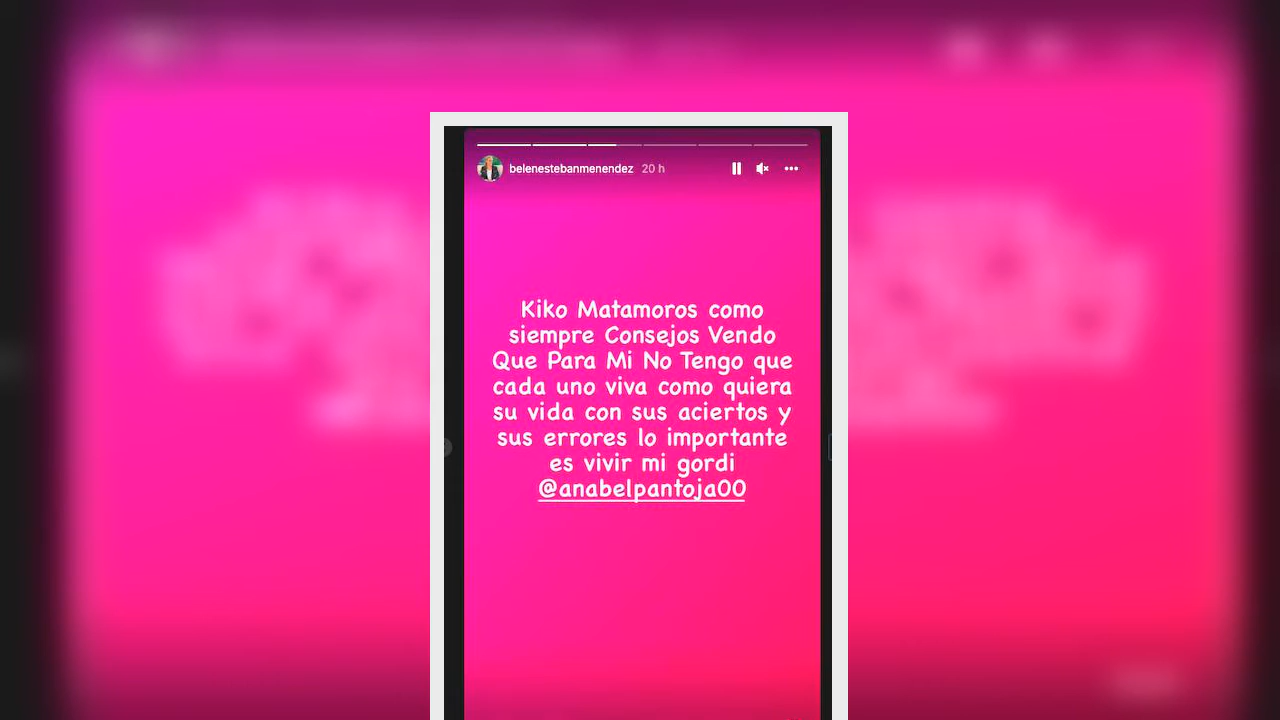 belenestebanmenendez 20 h
Kiko Matamoros como
siempre Consejos Vendo
Que Para Mi No Tengo que
cada uno viva como quiera
su vida con sus aciertos y
sus errores lo importante
es vivir mi gordi
@anabelpantoja00